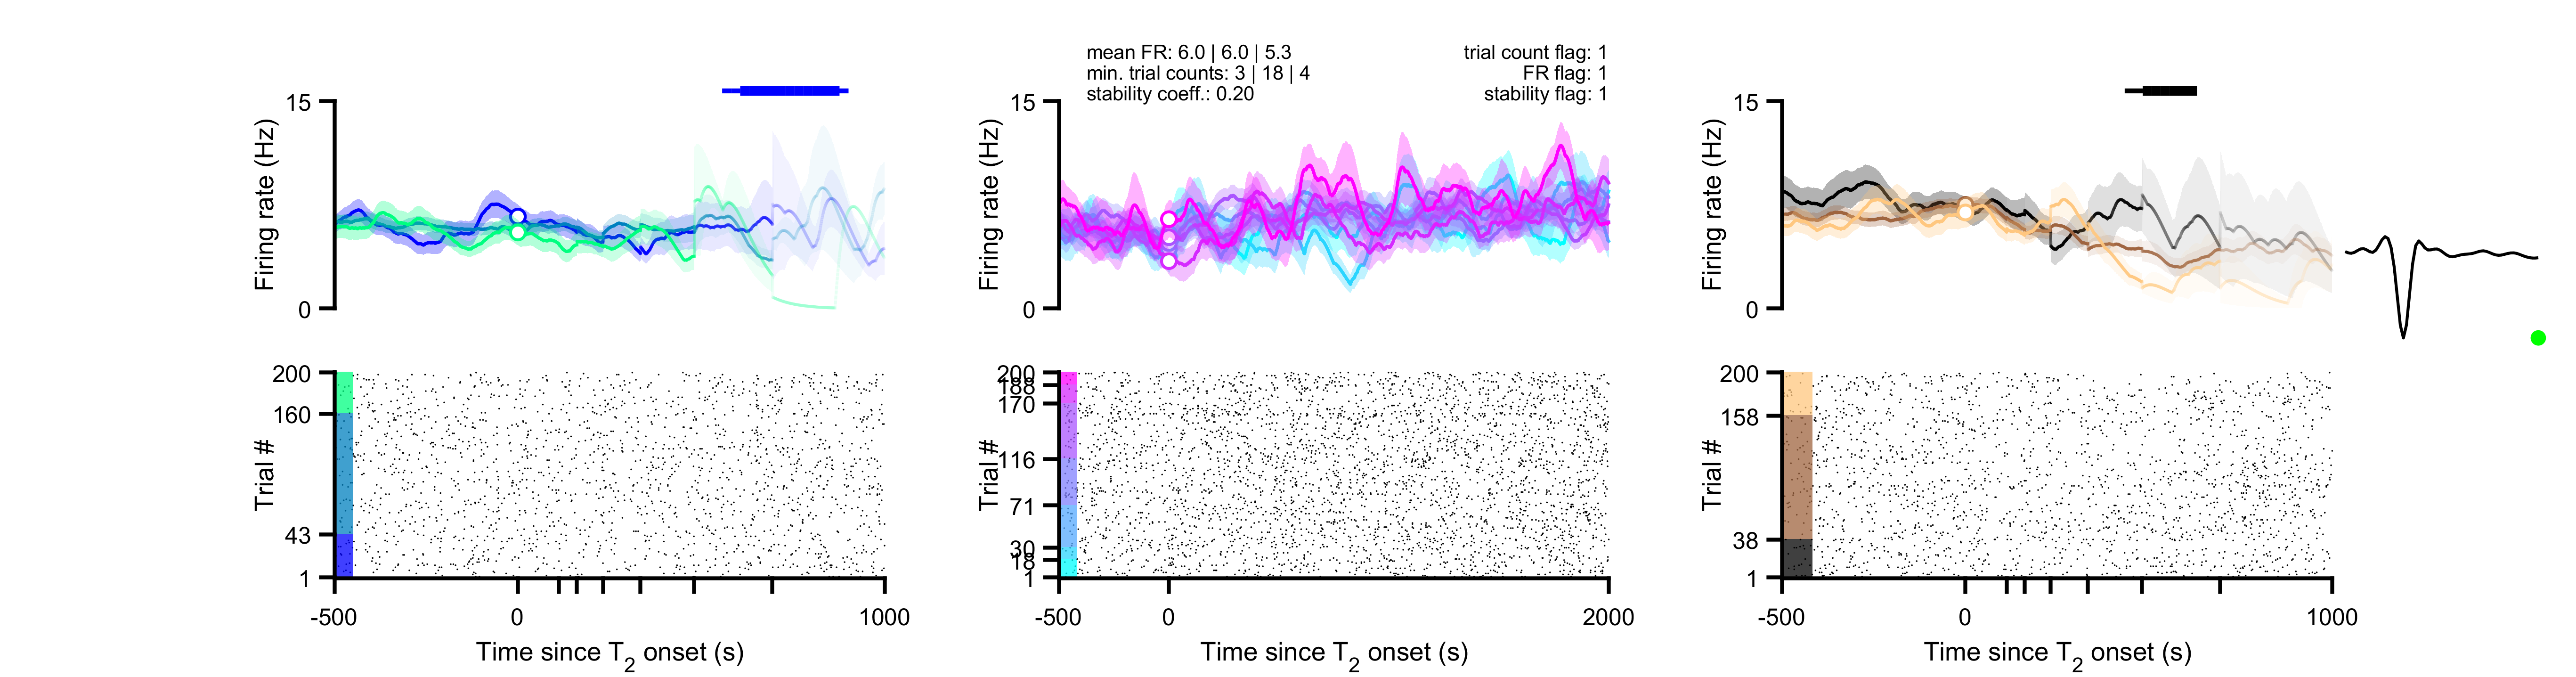 mean FR: 6.0 | 6.0 | 5.3
min. trial counts: 3 | 18 | 4
stability coeff.: 0.20
trial count flag: 1
FR flag: 1
stability flag: 1
15
0
Firing rate (Hz)
15
0
Firing rate (Hz)
15
0
Firing rate (Hz)
200
160
43
1
Trial #
-500
0
1000
Time since T2 onset (s)
200
188
170
116
71
30
18
1
Trial #
-500
0
2000
Time since T2 onset (s)
200
158
38
1
Trial #
-500
0
1000
Time since T2 onset (s)